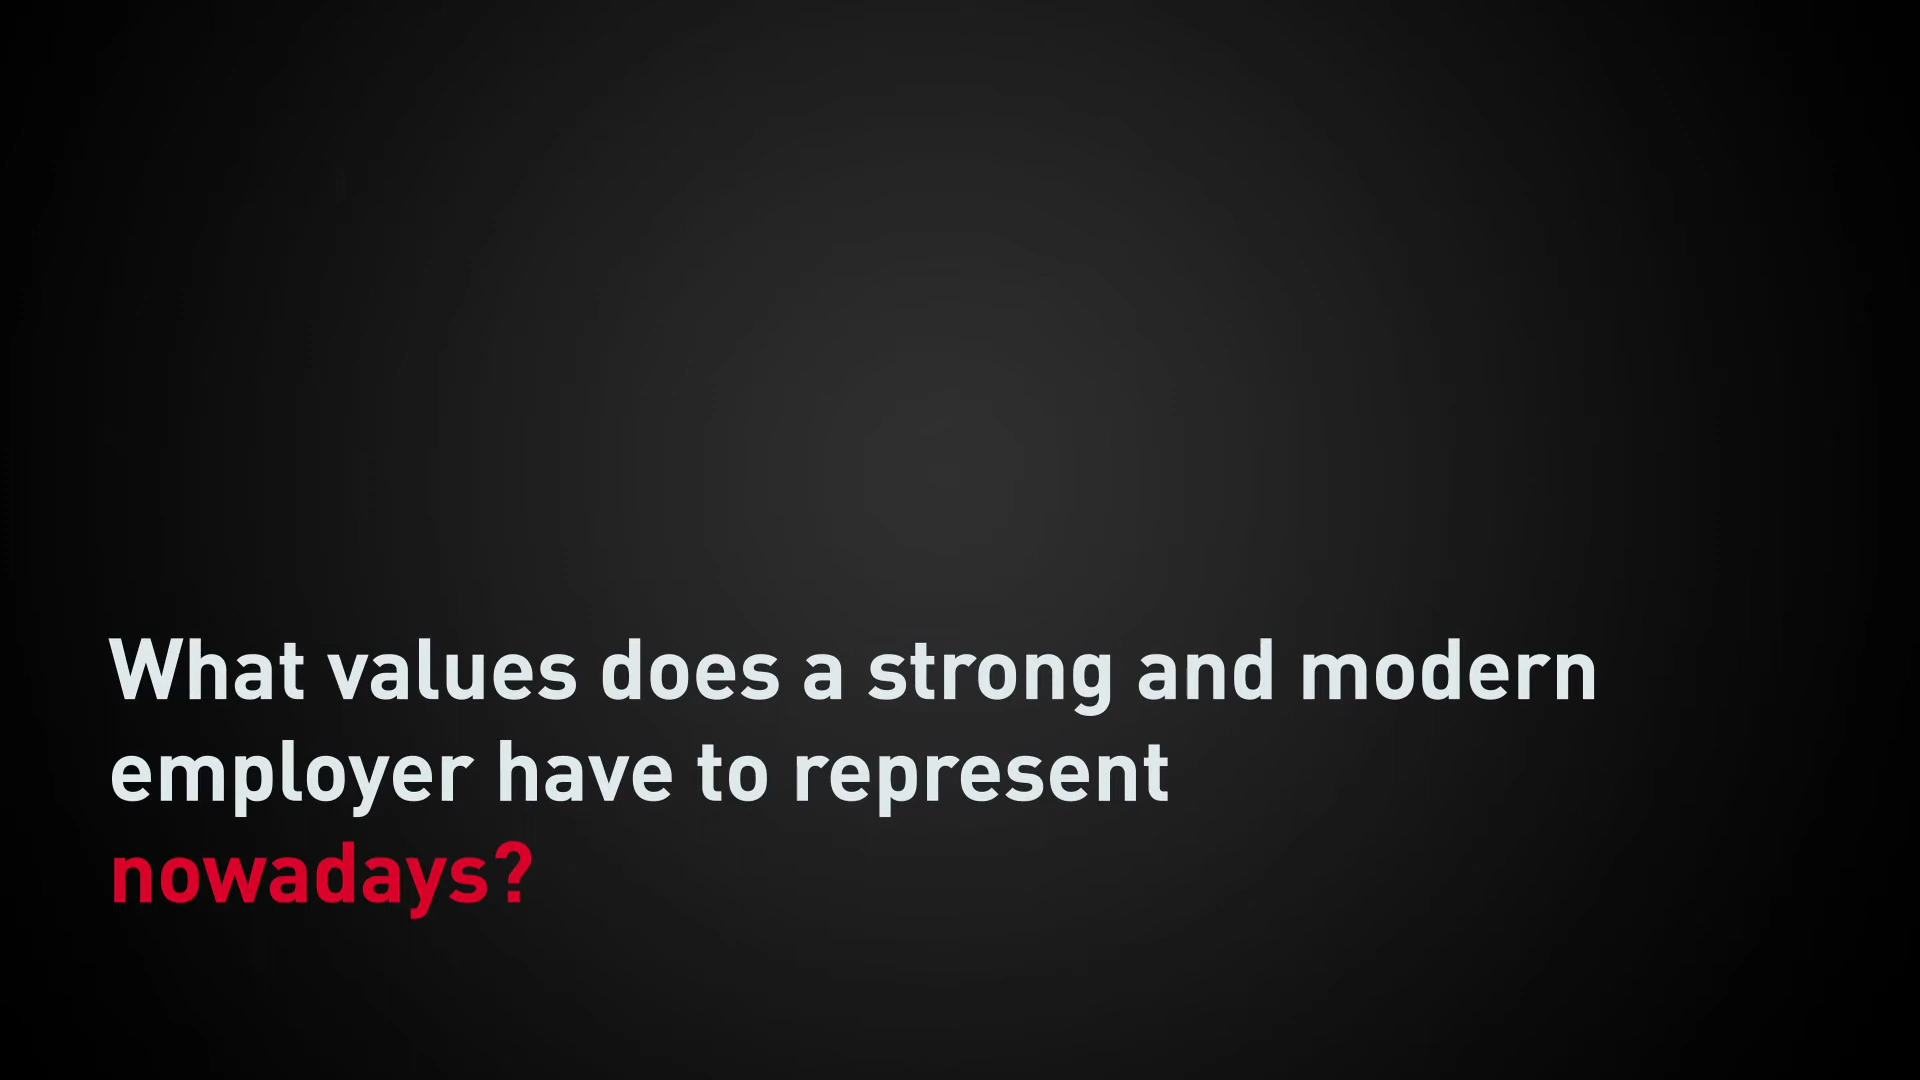 What values does a strong and modern
employer have to represent
nowadays?